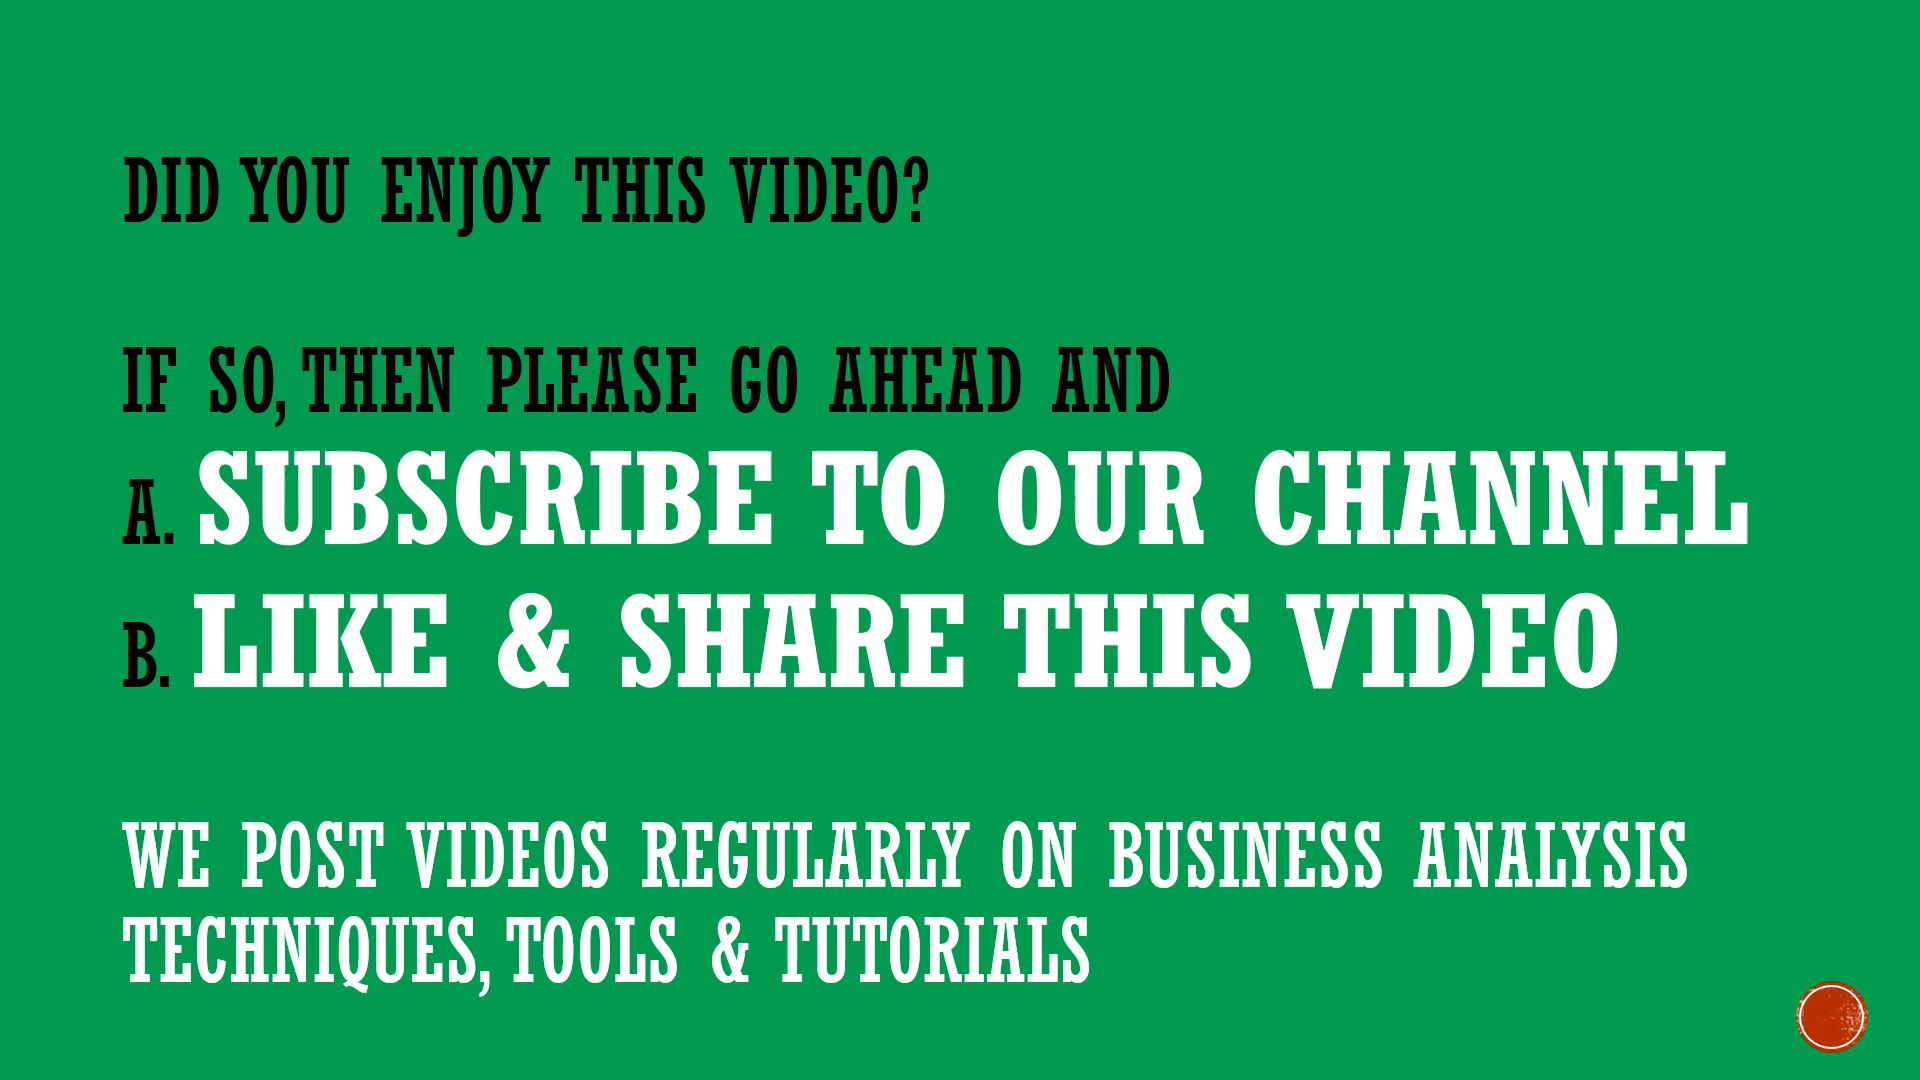 DID YOU ENJOY THIS VIDEO?
IF SO, THEN PLEASE GO AHEAD AND
A. SUBSCRIBE TO OUR CHANNEL
B. LIKE & SHARE THIS VIDEO
WE POST VIDEOS REGULARLY ON BUSINESS ANALYSIS
TECHNIQUES, TOOLS & TUTORIALS